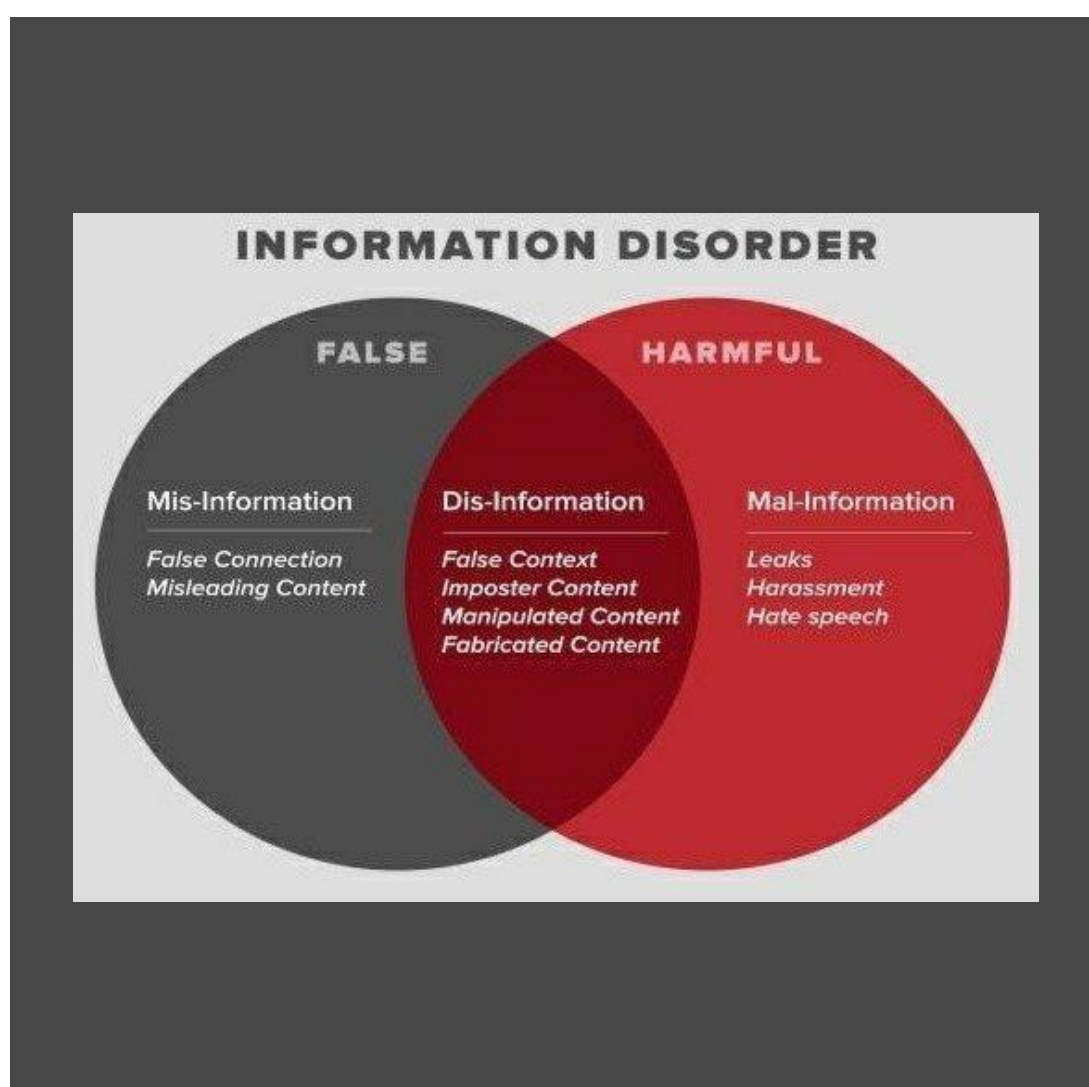 INFORMATION DISORDER
FALSE
HARMFUL
Mis-Information
False Connection
Misleading Content
Dis-Information
False Context
Imposter Content
Manipulated Content
Fabricated Content
Mal-Information
Leaks
Harassment
Hate speech